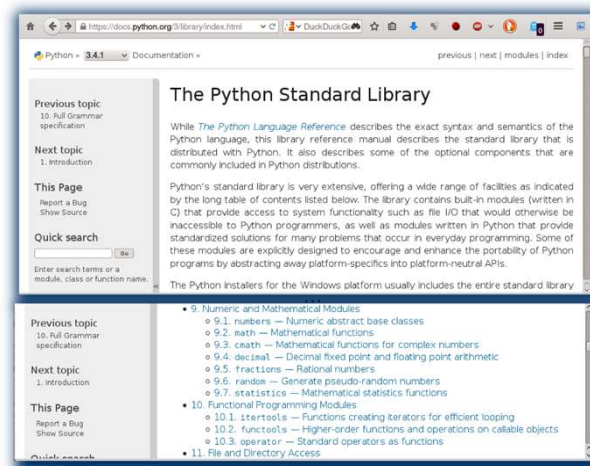 https://docs.python.org/3/library/index.html
DuckDuckGo
Python » 3.4.1 Documentation »
previous | next | modules | index
Previous topic
10. Full Grammar
specification
Next topic
1. Introduction
This Page
Report a Bug
Show Source
Quick search
Go
Enter search terms or a
module, class or function name.
The Python Standard Library
While The Python Language Reference describes the exact syntax and semantics of the
Python language, this library reference manual describes the standard library that is
distributed with Python. It also describes some of the optional components that are
commonly included in Python distributions.
Python's standard library is very extensive, offering a wide range of facilities as indicated
by the long table of contents listed below. The library contains built-in modules (written in
C) that provide access to system functionality such as file I/O that would otherwise be
inaccessible to Python programmers, as well as modules written in Python that provide
standardized solutions for many problems that occur in everyday programming. Some of
these modules are explicitly designed to encourage and enhance the portability of Python
programs by abstracting away platform-specifics into platform-neutral APIs.
The Python installers for the Windows platform usually includes the entire standard library
...
Previous topic
10. Full Grammar
specification
Next topic
1. Introduction
This Page
Report a Bug
Show Source
Quick search
• 9. Numeric and Mathematical Modules
◦ 9.1. numbers — Numeric abstract base classes
◦ 9.2. math — Mathematical functions
◦ 9.3. cmath — Mathematical functions for complex numbers
◦ 9.4. decimal — Decimal fixed point and floating point arithmetic
◦ 9.5. fractions — Rational numbers
◦ 9.6. random — Generate pseudo-random numbers
◦ 9.7. statistics — Mathematical statistics functions
• 10. Functional Programming Modules
◦ 10.1. itertools — Functions creating iterators for efficient looping
◦ 10.2. functools — Higher-order functions and operations on callable objects
◦ 10.3. operator — Standard operators as functions
• 11. File and Directory Access